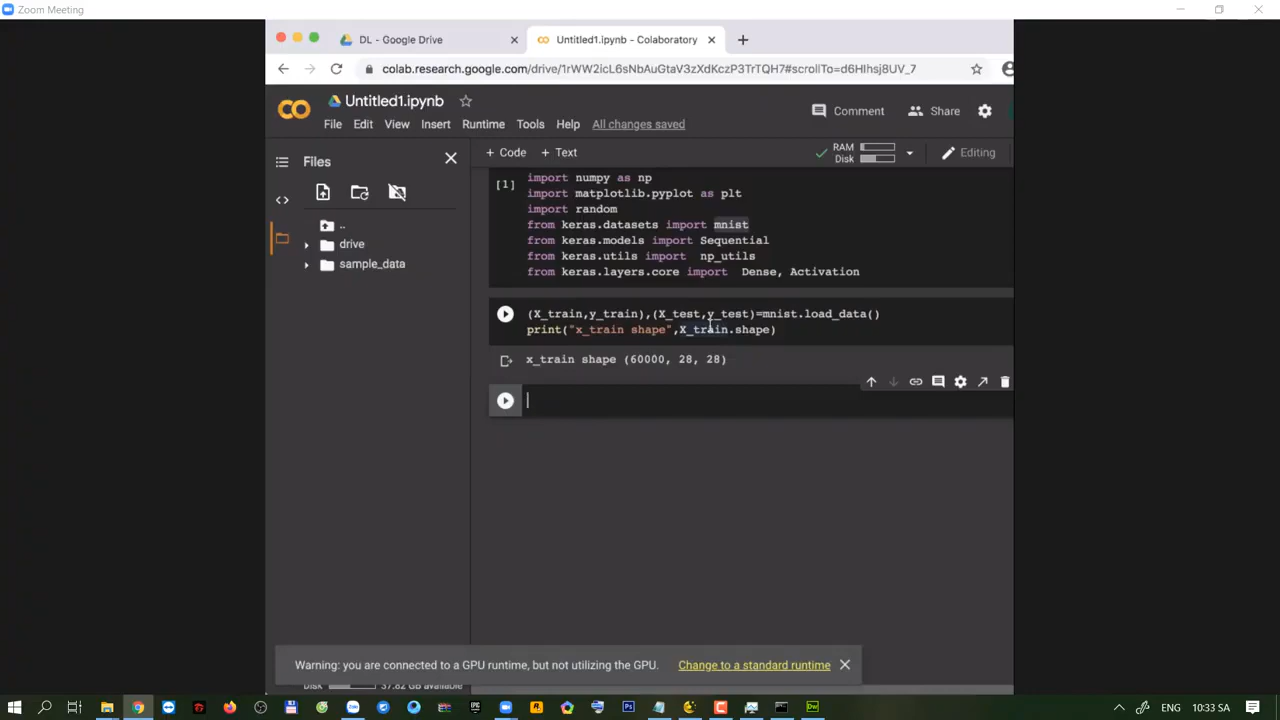 Zoom Meeting
DL - Google Drive
Untitled1.ipynb - Colaboratory
colab.research.google.com/drive/1rWW2icL6sNbAuGtaV3zXdKczP3TrTQH7#scrollTo=d6HIhsj8UV_7
Untitled1.ipynb
File Edit View Insert Runtime Tools Help All changes saved
Comment Share
Files
+ Code + Text
RAM
Disk
Editing
..
drive
sample_data
[1]
import numpy as np
import matplotlib.pyplot as plt
import random
from keras.datasets import mnist
from keras.models import Sequential
from keras.utils import np_utils
from keras.layers.core import Dense, Activation
(X_train,y_train),(X_test,y_test)=mnist.load_data()
print("x_train shape",X_train.shape)
x_train shape (60000, 28, 28)
Warning: you are connected to a GPU runtime, but not utilizing the GPU. Change to a standard runtime
Disk 37.82 GB available
ENG 10:33 SA